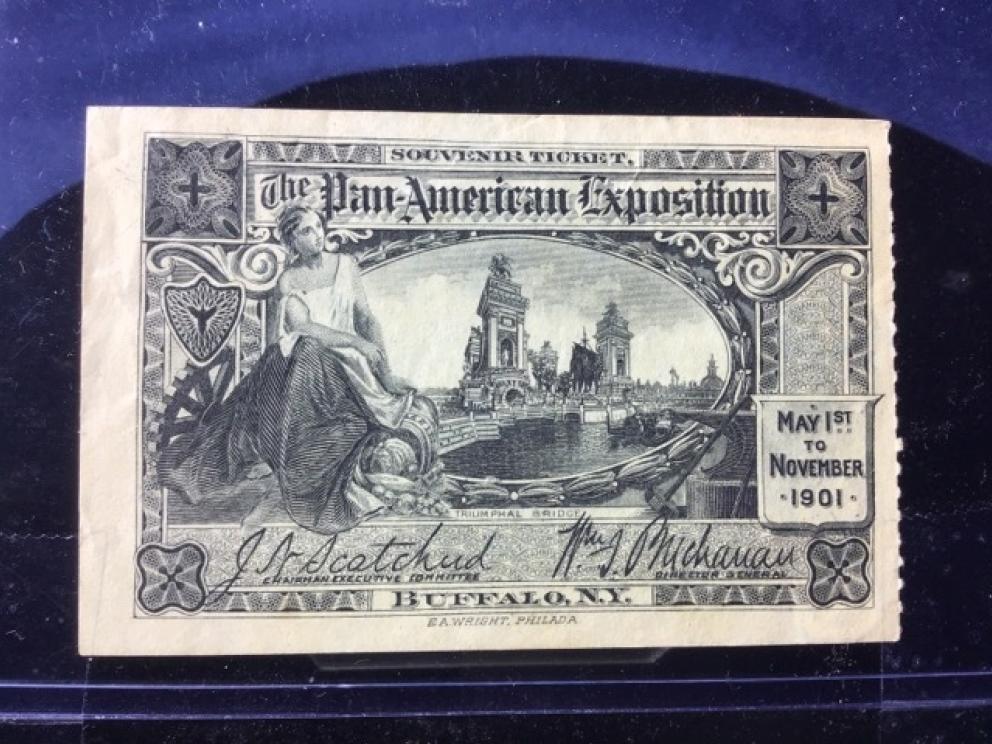 SOUVENIR TICKET,
The Pan-American Exposition
MAY 1ST
TO
NOVEMBER
1901
TRIUMPHAL BRIDGE
J. N. Scatcherd
Wm. I. Buchanan
CHAIRMAN EXECUTIVE COMMITTEE
DIRECTOR GENERAL
BUFFALO, N.Y.
E.A. WRIGHT, PHILADA